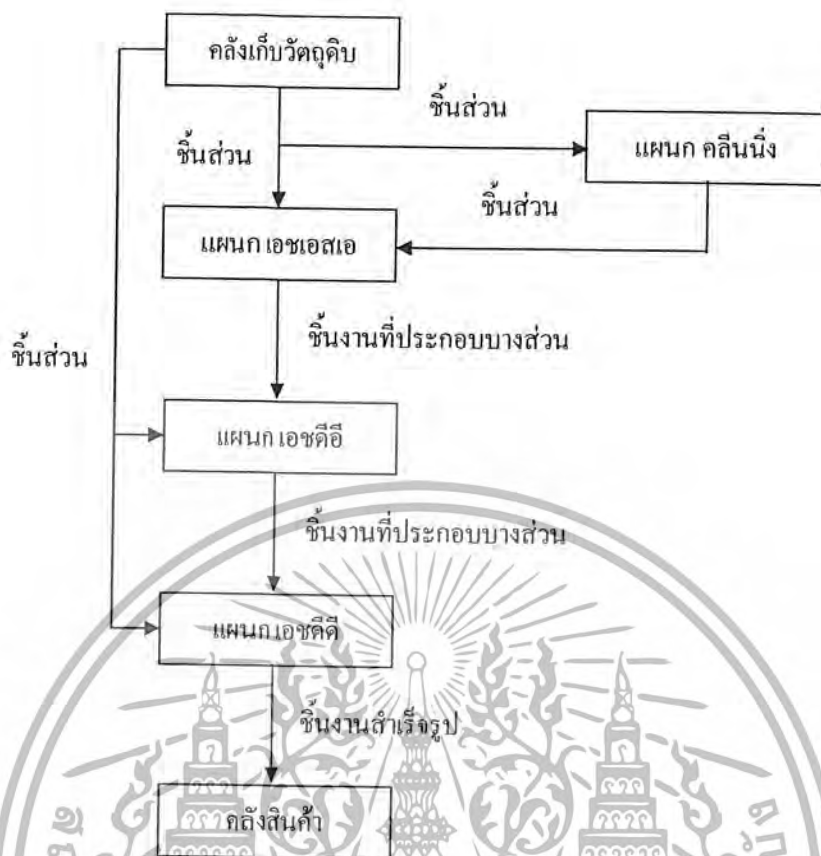 คลังเก็บวัตถุดิบ
ชิ้นส่วน
ชิ้นส่วน
แผนก คลีนนิ่ง
ชิ้นส่วน
แผนก เอชเอสเอ
ชิ้นงานที่ประกอบบางส่วน
ชิ้นส่วน
แผนก เอชดีอี
ชิ้นงานที่ประกอบบางส่วน
แผนก เอชดีดี
ชิ้นงานสำเร็จรูป
คลังสินค้า